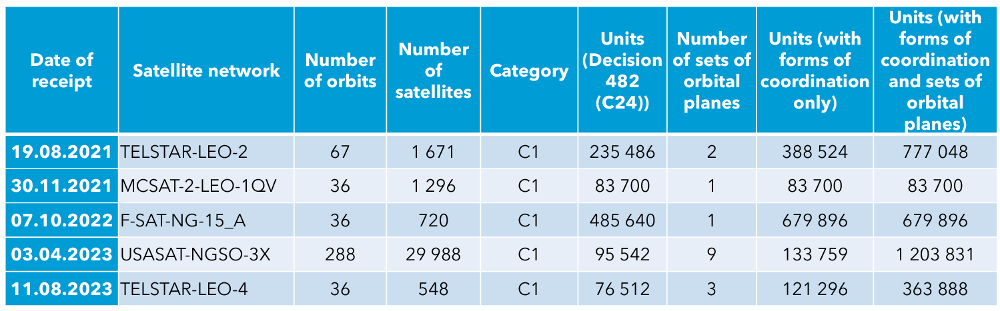 Date of receipt Satellite network Number of orbits Number of satellites Category Units (Decision 482 (C24)) Number of sets of orbital planes Units (with forms of coordination only) Units (with forms of coordination and sets of orbital planes)
19.08.2021 TELSTAR-LEO-2 67 1 671 C1 235 486 2 388 524 777 048
30.11.2021 MCSAT-2-LEO-1QV 36 1 296 C1 83 700 1 83 700 83 700
07.10.2022 F-SAT-NG-15_A 36 720 C1 485 640 1 679 896 679 896
03.04.2023 USASAT-NGSO-3X 288 29 988 C1 95 542 9 133 759 1 203 831
11.08.2023 TELSTAR-LEO-4 36 548 C1 76 512 3 121 296 363 888